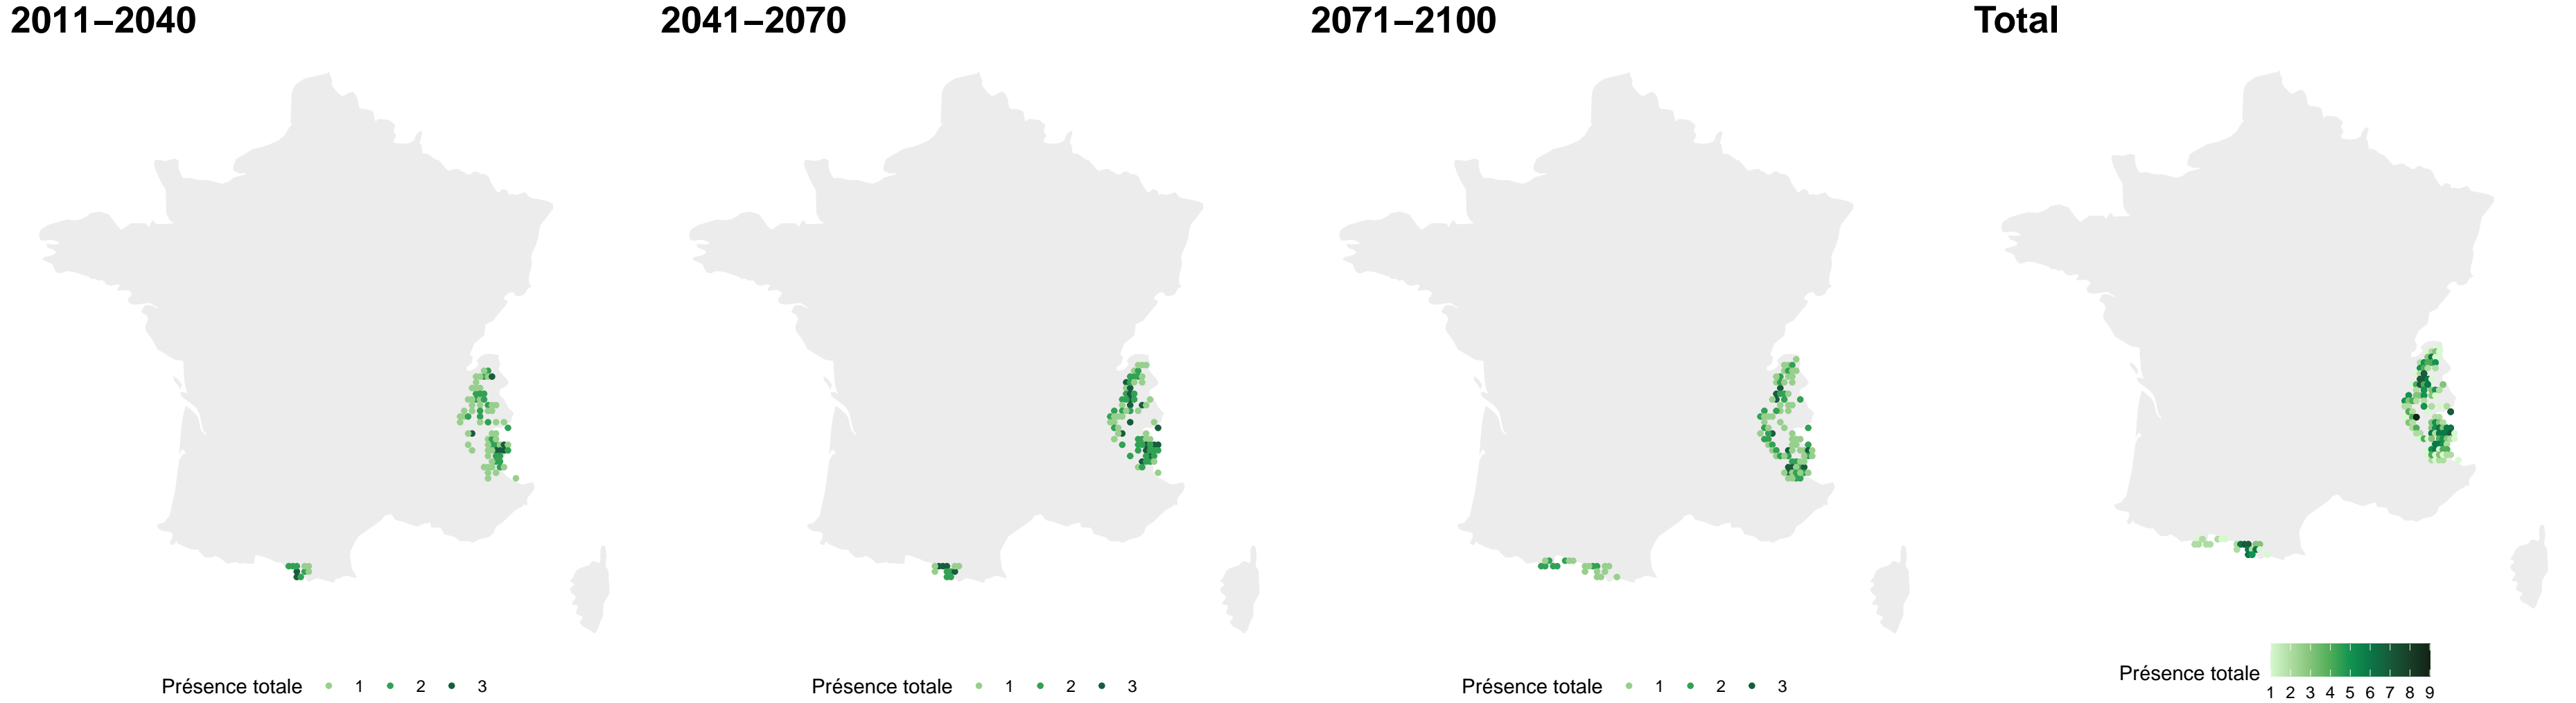 2011–2040
2041–2070
2071–2100
Total
Présence totale 1 2 3
Présence totale 1 2 3
Présence totale 1 2 3
Présence totale
1 2 3 4 5 6 7 8 9